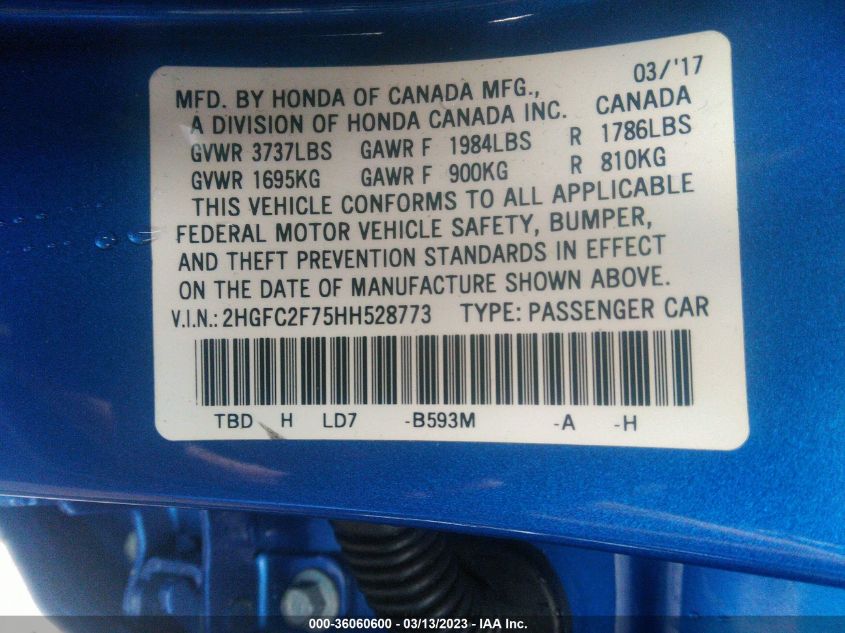 03/'17
MFD. BY HONDA OF CANADA MFG.,
A DIVISION OF HONDA CANADA INC. CANADA
GVWR 3737LBS GAWR F 1984LBS R 1786LBS
GVWR 1695KG GAWR F 900KG R 810KG
THIS VEHICLE CONFORMS TO ALL APPLICABLE
FEDERAL MOTOR VEHICLE SAFETY, BUMPER,
AND THEFT PREVENTION STANDARDS IN EFFECT
ON THE DATE OF MANUFACTURE SHOWN ABOVE.
V.I.N.: 2HGFC2F75HH528773 TYPE: PASSENGER CAR
TBD H LD7 -B593M -A -H
000-36060600 - 03/13/2023 - IAA Inc.